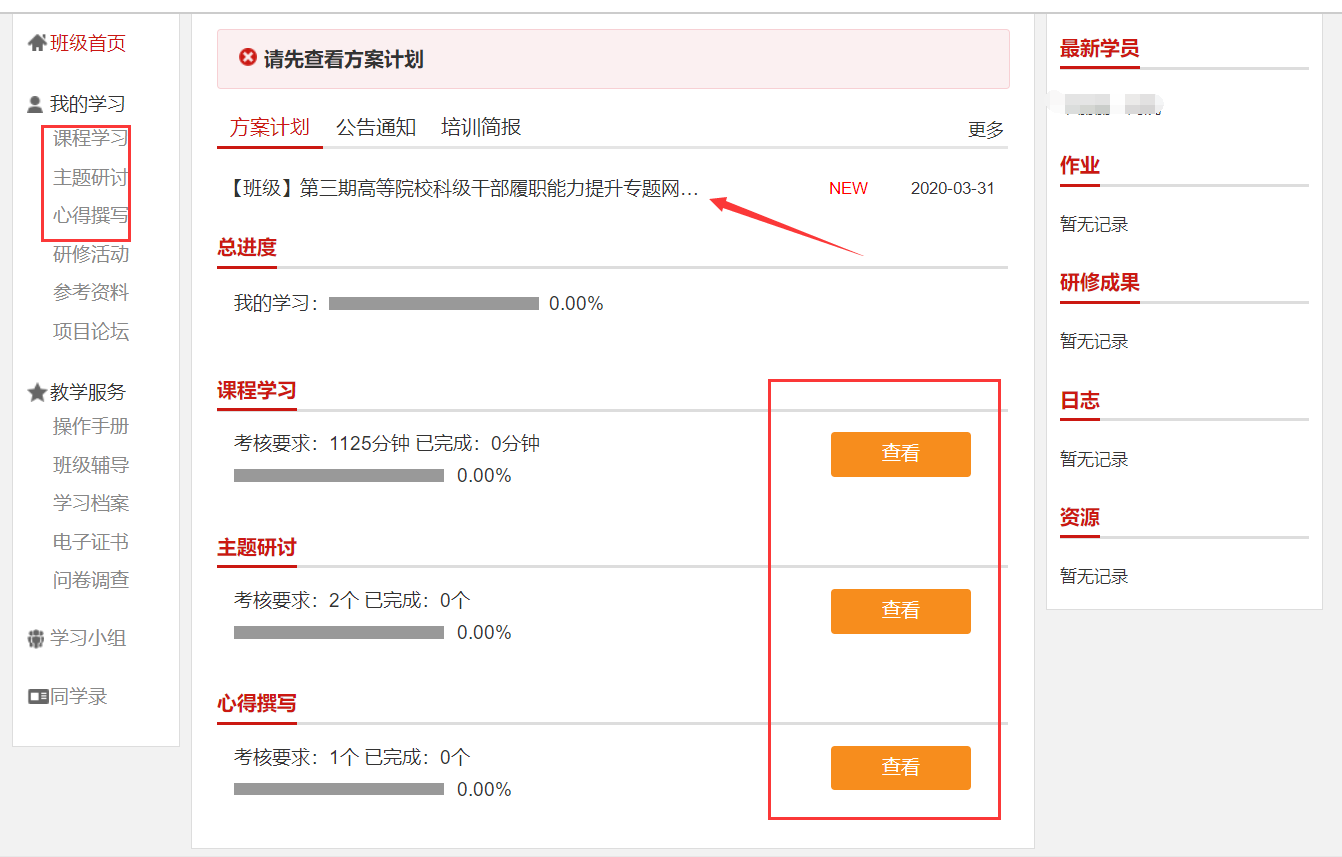 班级首页
我的学习
课程学习
主题研讨
心得撰写
研修活动
参考资料
项目论坛
教学服务
操作手册
班级辅导
学习档案
电子证书
问卷调查
学习小组
同学录
请先查看方案计划
方案计划 公告通知 培训简报 更多
【班级】第三期高等院校科级干部履职能力提升专题网... NEW 2020-03-31
总进度
我的学习： 0.00%
课程学习
考核要求：1125分钟 已完成：0分钟
0.00%
查看
主题研讨
考核要求：2个 已完成：0个
0.00%
查看
心得撰写
考核要求：1个 已完成：0个
0.00%
查看
最新学员
作业
暂无记录
研修成果
暂无记录
日志
暂无记录
资源
暂无记录